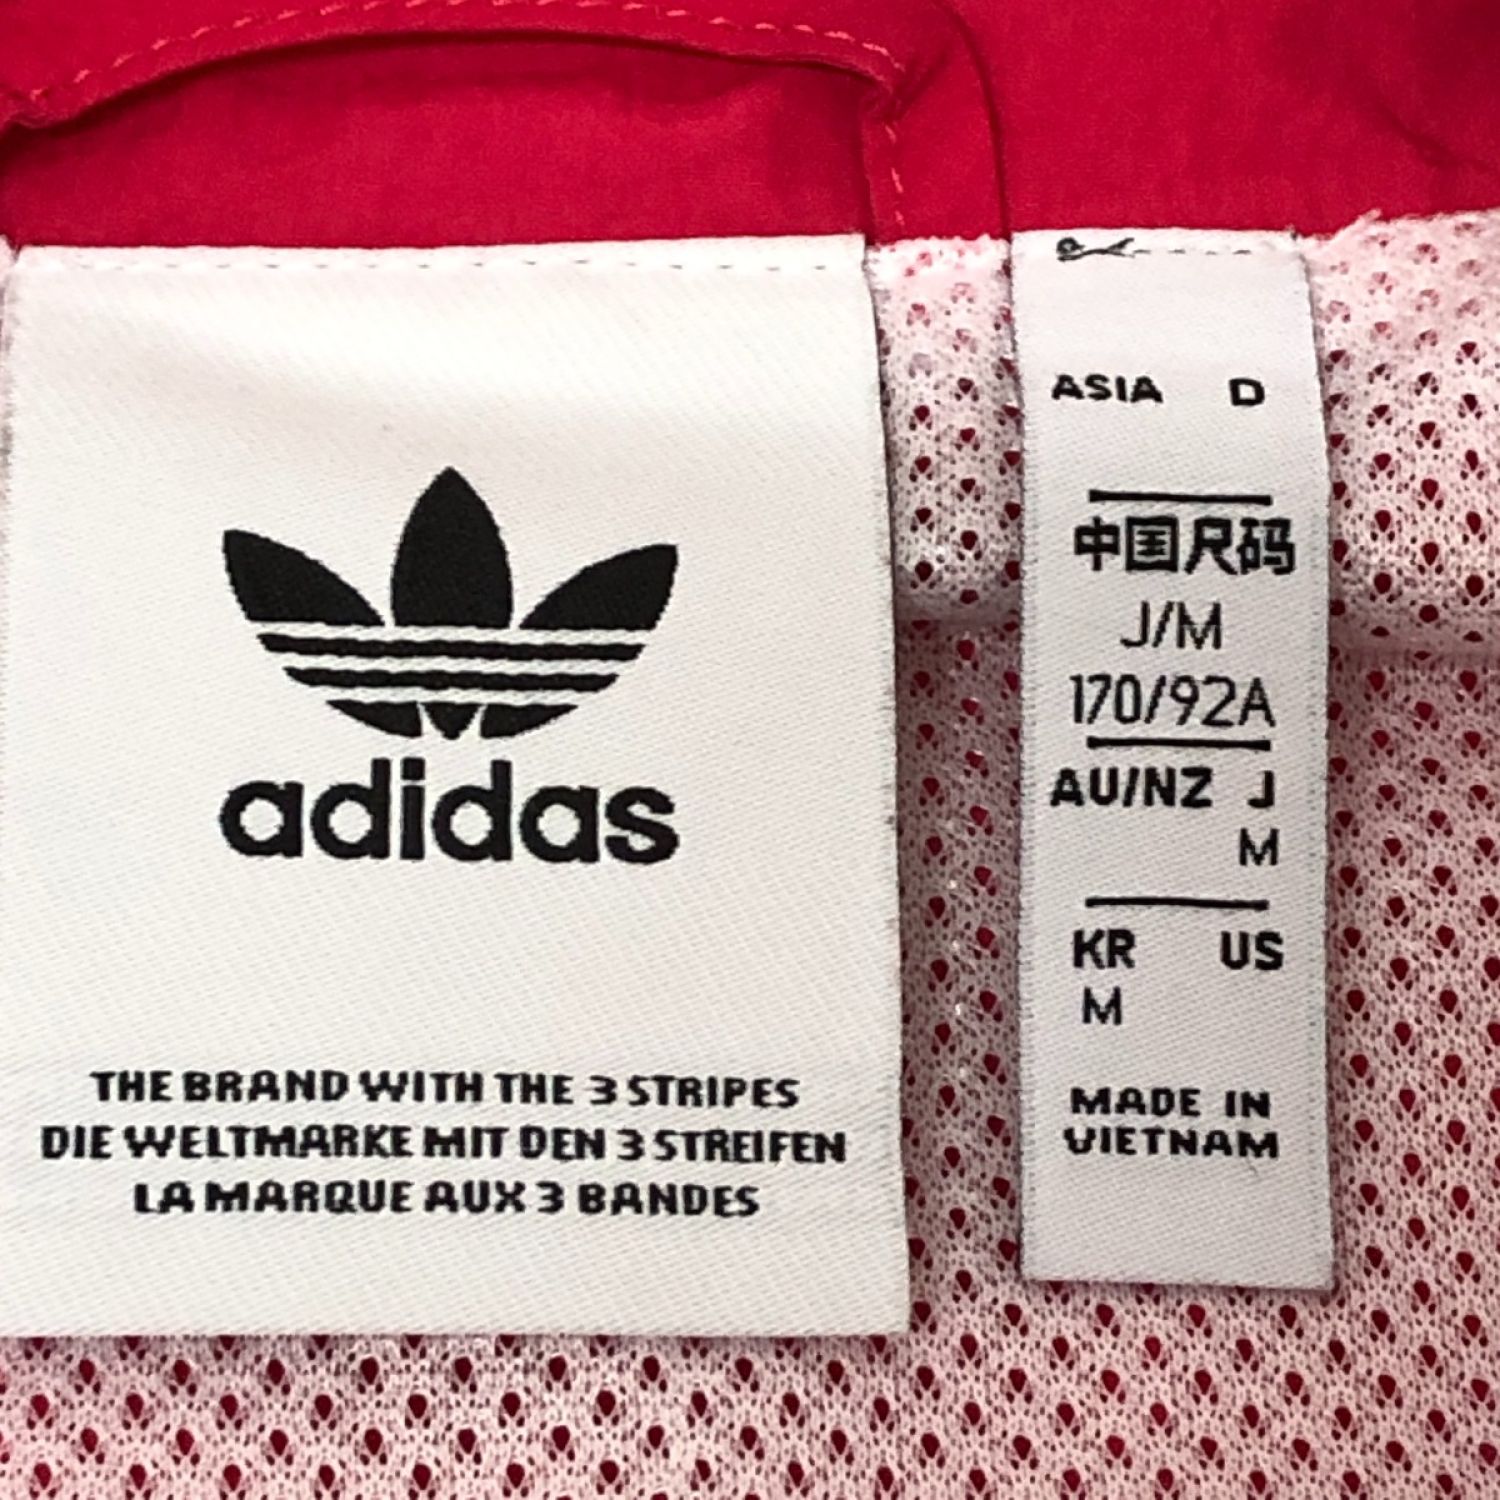 adidas
THE BRAND WITH THE 3 STRIPES
DIE WELTMARKE MIT DEN 3 STREIFEN
LA MARQUE AUX 3 BANDES
ASIA D
中国尺码
J/M
170/92A
AU/NZ J
M
KR US
M
MADE IN
VIETNAM